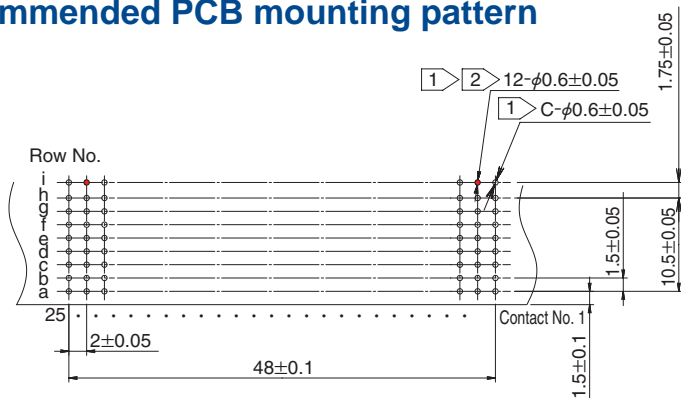 mmended PCB mounting pattern
1 2 12-φ0.6±0.05
1 C-φ0.6±0.05
1.75±0.05
Row No.
i
h
g
f
e
d
c
b
a
1.5±0.05
10.5±0.05
25
Contact No. 1
2±0.05
48±0.1
1.5±0.1